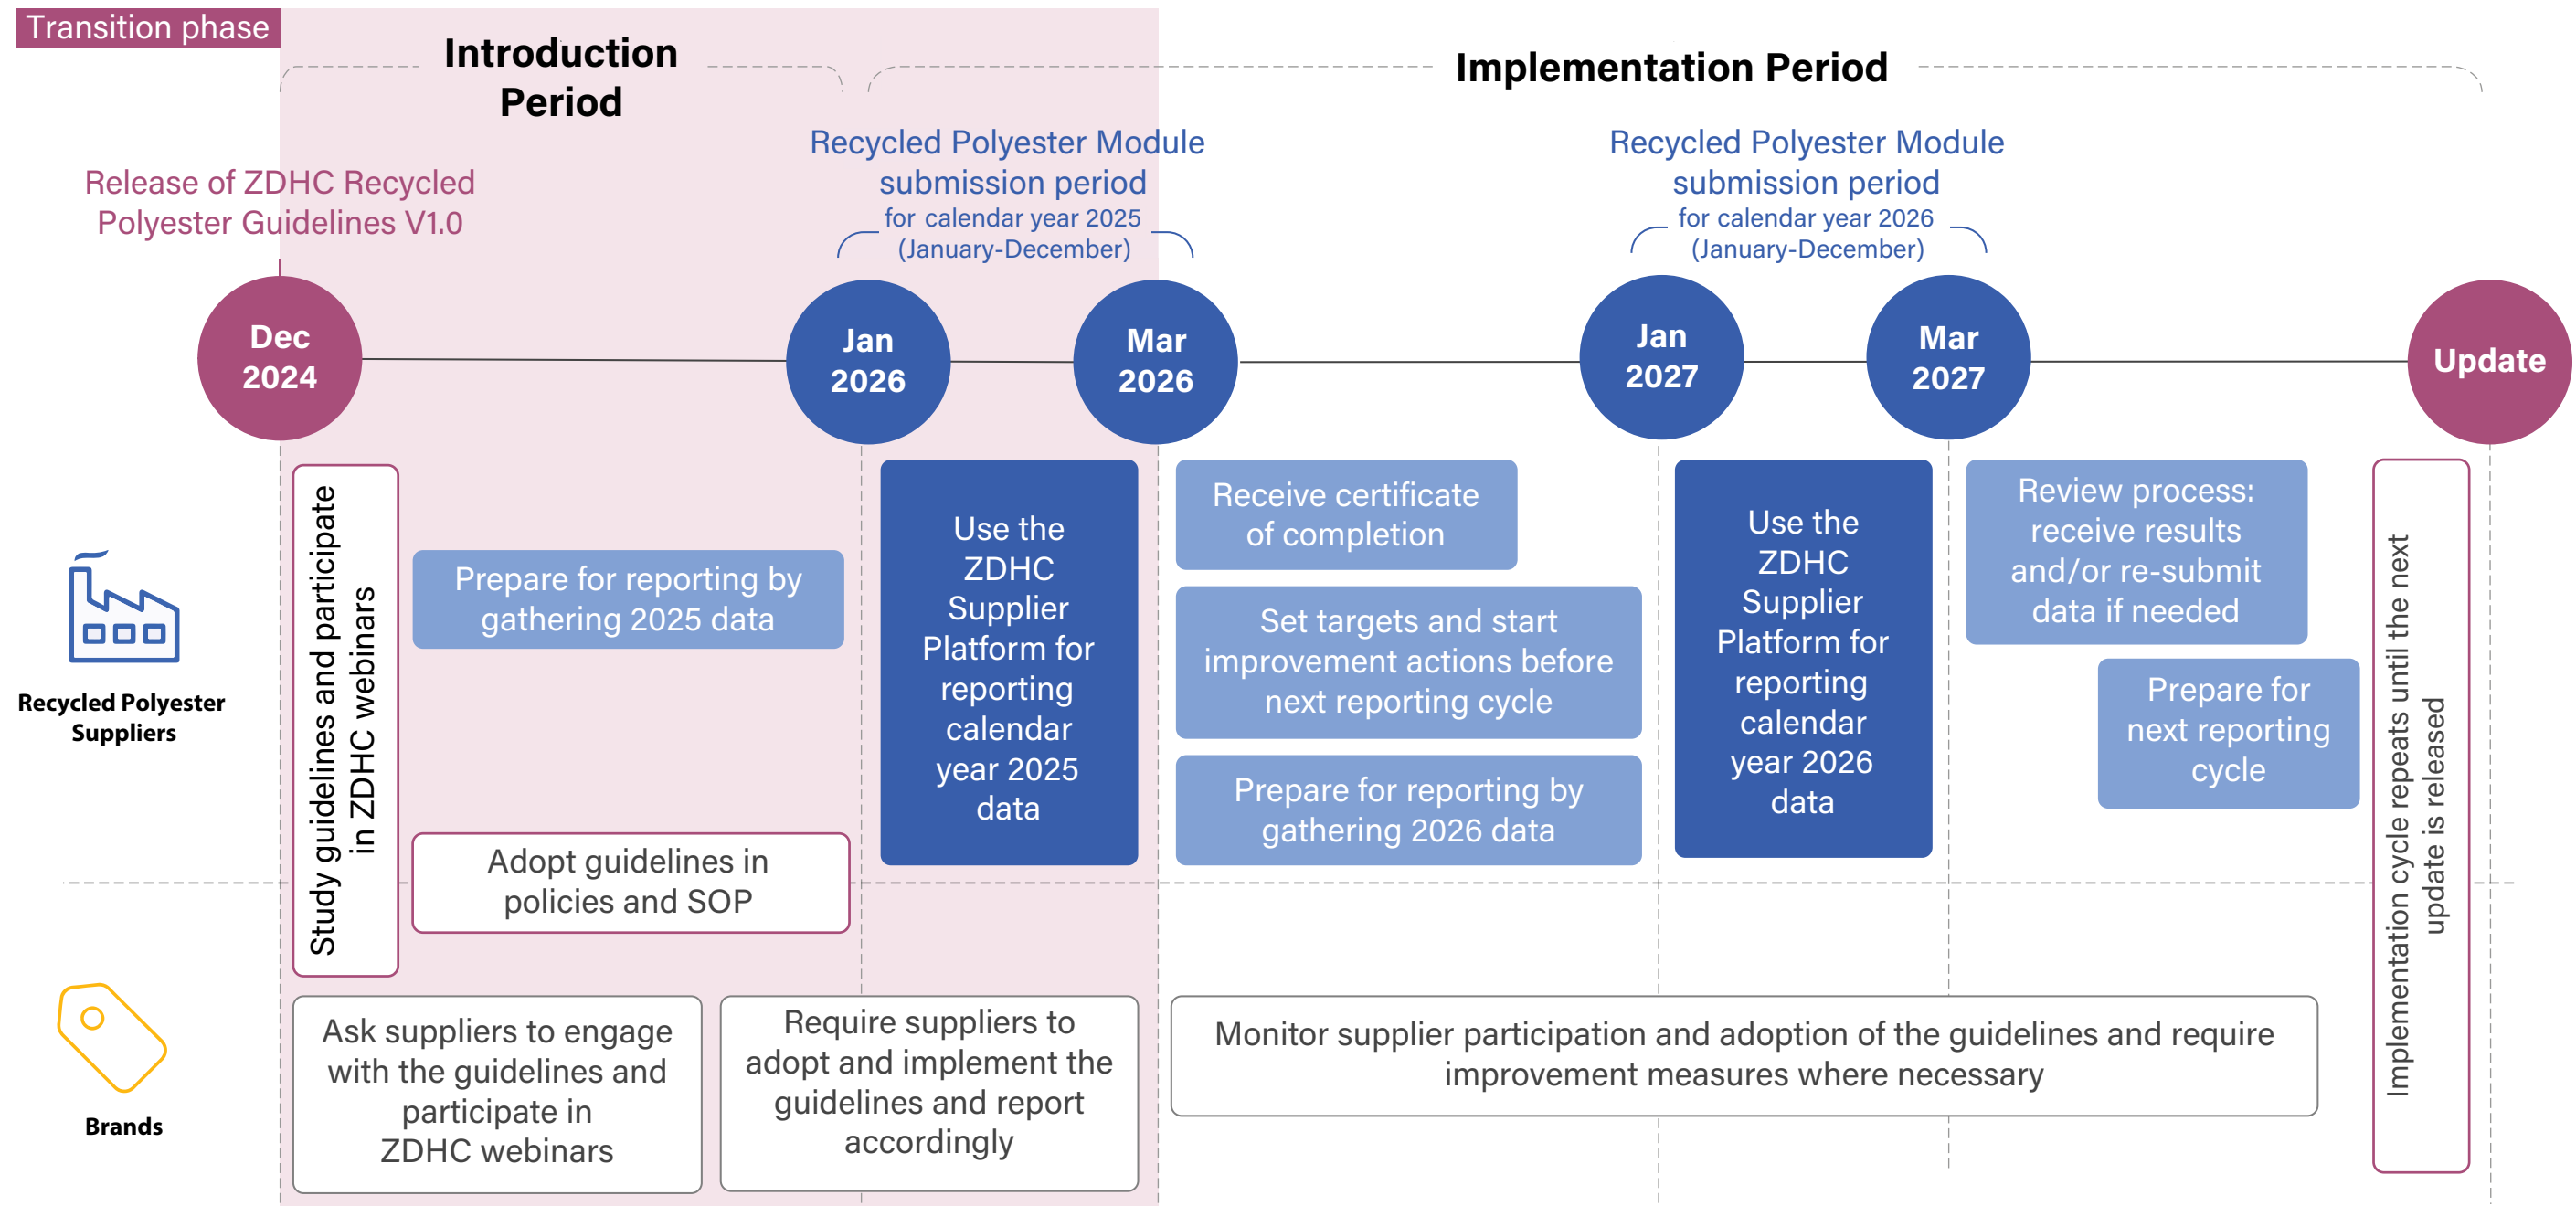 Transition phase
Introduction
Period
Implementation Period
Release of ZDHC Recycled
Polyester Guidelines V1.0
Recycled Polyester Module
submission period
for calendar year 2025
(January-December)
Recycled Polyester Module
submission period
for calendar year 2026
(January-December)
Dec
2024
Jan
2026
Mar
2026
Jan
2027
Mar
2027
Update
Recycled Polyester
Suppliers
Study guidelines and participate
in ZDHC webinars
Prepare for reporting by
gathering 2025 data
Adopt guidelines in
policies and SOP
Use the
ZDHC
Supplier
Platform for
reporting
calendar
year 2025
data
Receive certificate
of completion
Set targets and start
improvement actions before
next reporting cycle
Prepare for reporting by
gathering 2026 data
Use the
ZDHC
Supplier
Platform for
reporting
calendar
year 2026
data
Review process:
receive results
and/or re-submit
data if needed
Prepare for
next reporting
cycle
Implementation cycle repeats until the next
update is released
Brands
Ask suppliers to engage
with the guidelines and
participate in
ZDHC webinars
Require suppliers to
adopt and implement the
guidelines and report
accordingly
Monitor supplier participation and adoption of the guidelines and require
improvement measures where necessary